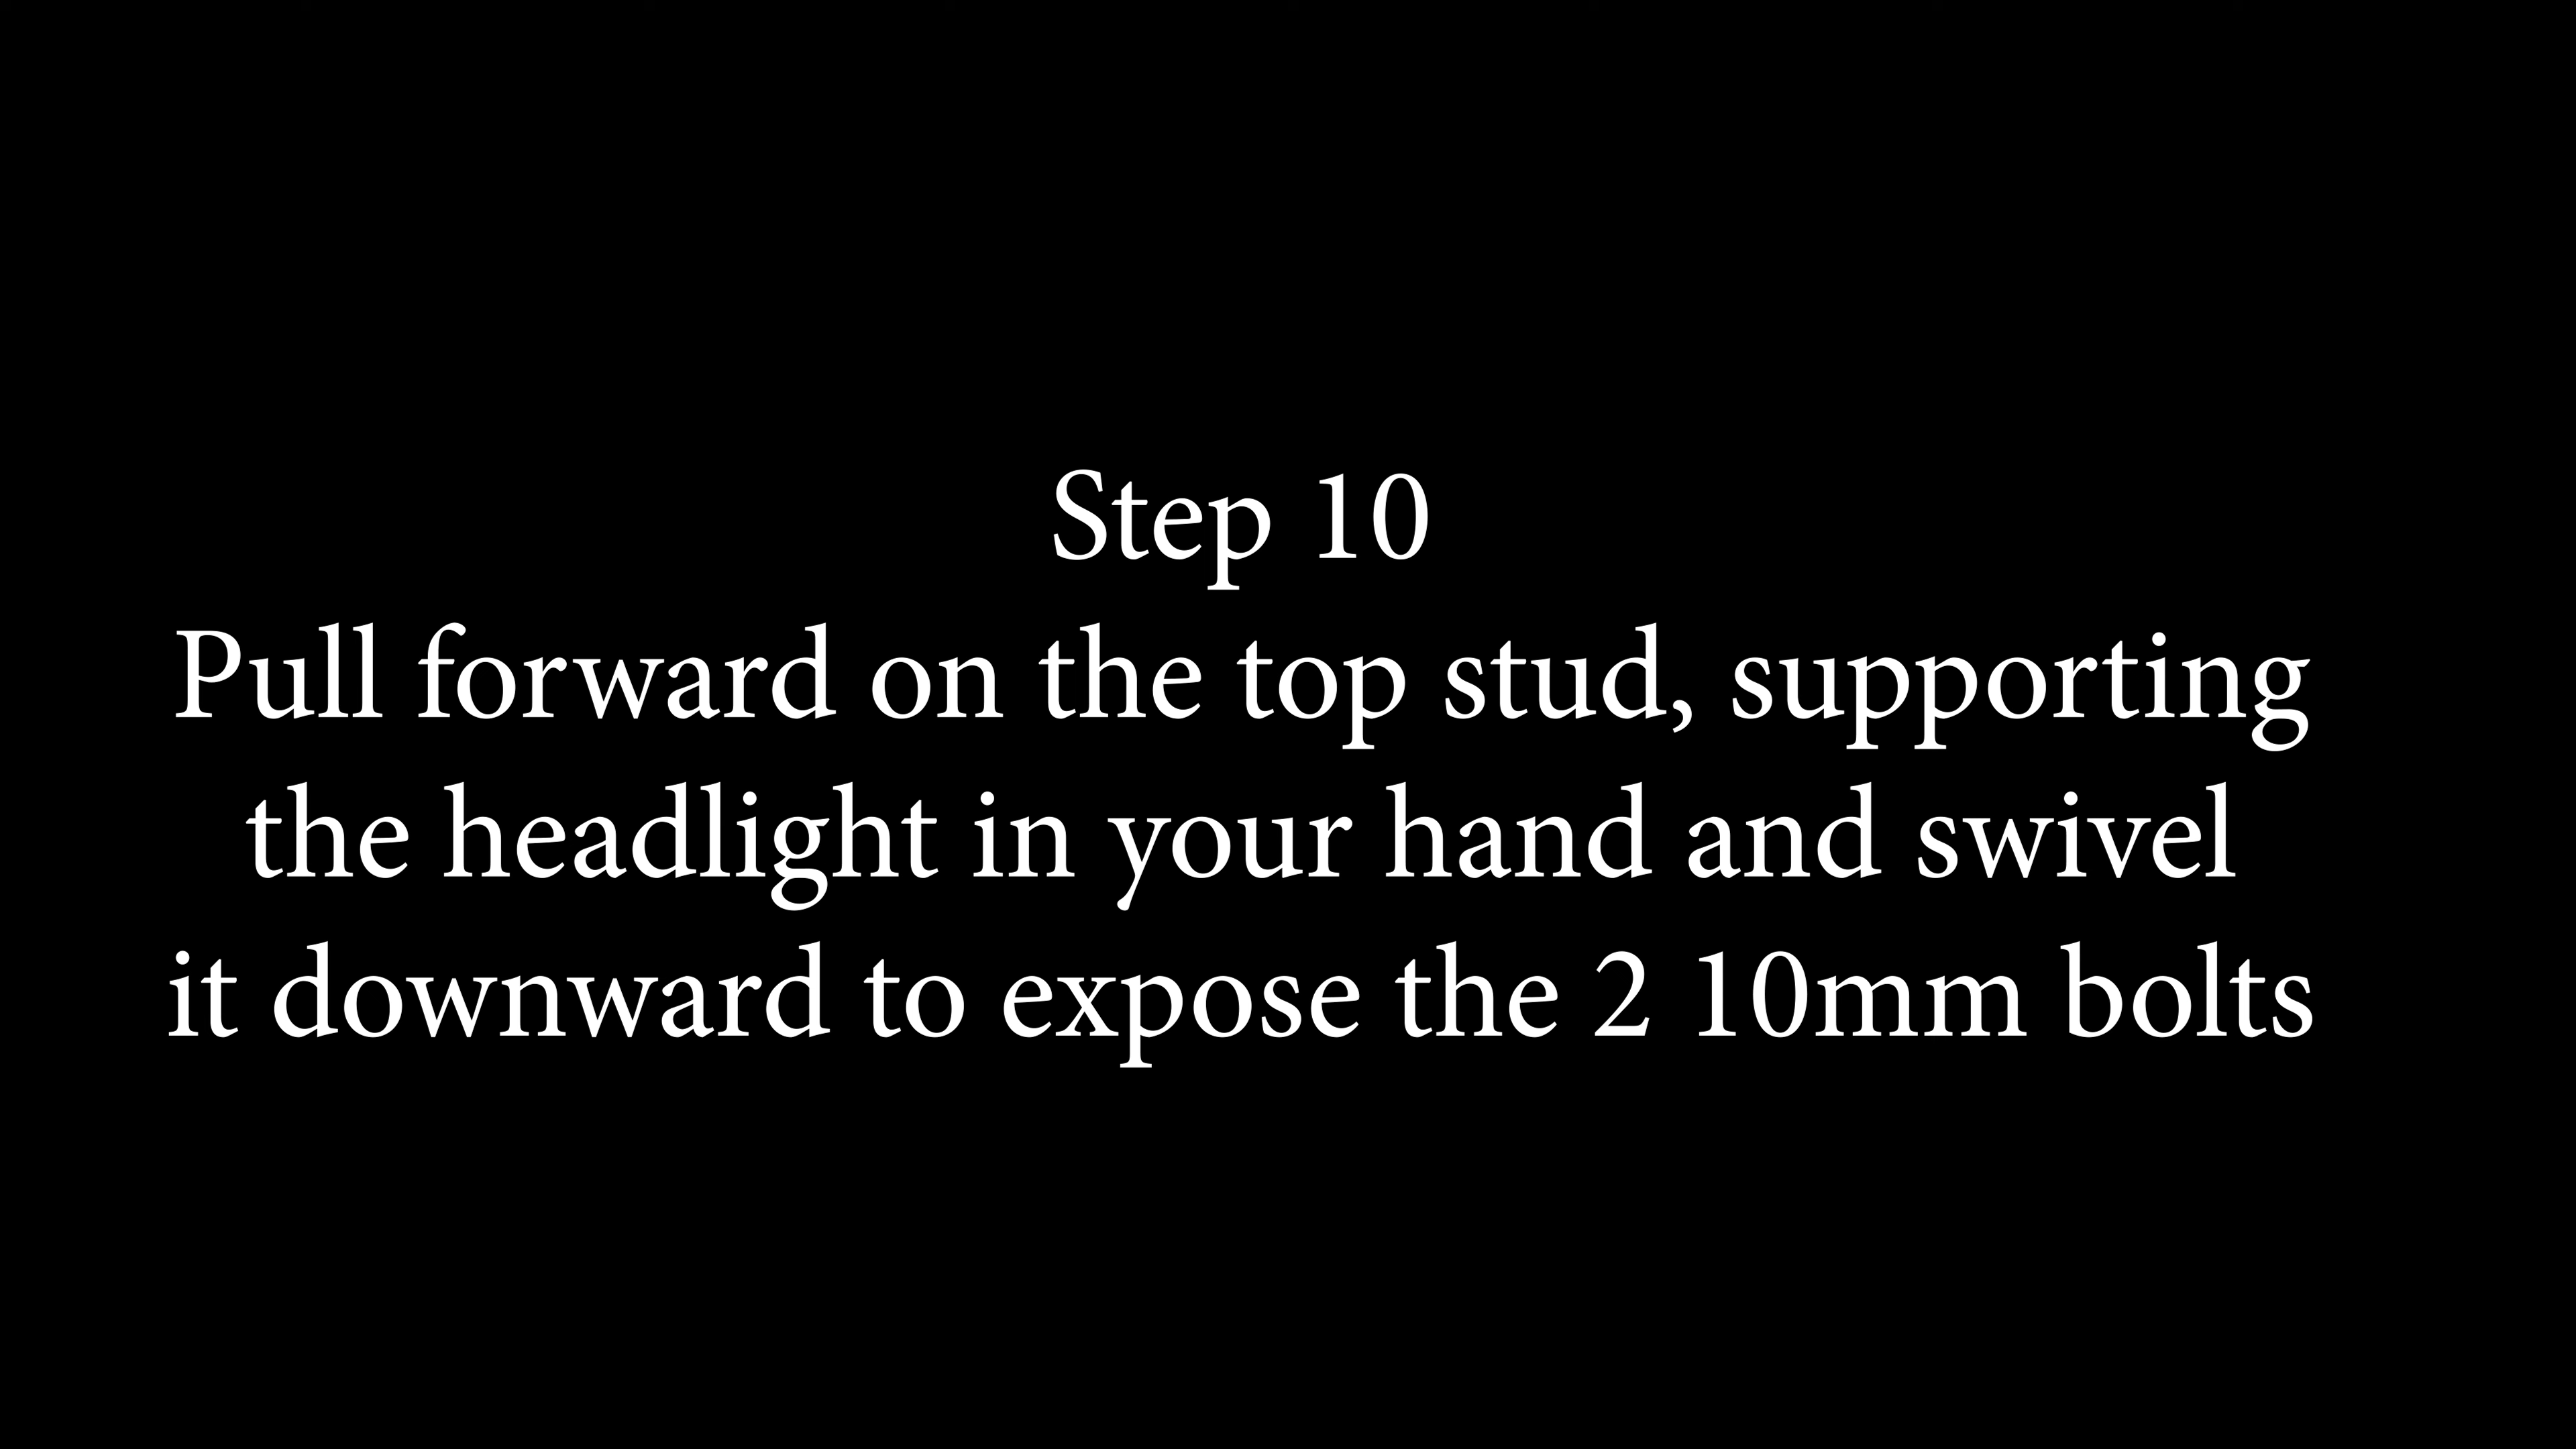 Step 10
Pull forward on the top stud, supporting
the headlight in your hand and swivel
it downward to expose the 2 10mm bolts